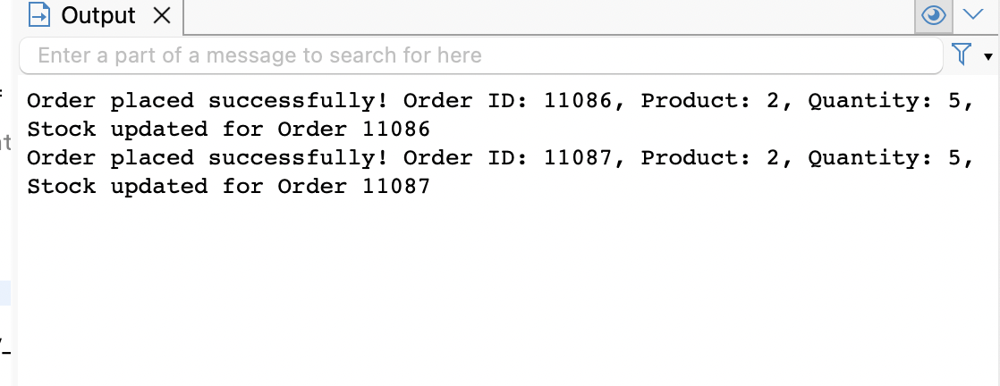 Output
Enter a part of a message to search for here
Order placed successfully! Order ID: 11086, Product: 2, Quantity: 5,
Stock updated for Order 11086
Order placed successfully! Order ID: 11087, Product: 2, Quantity: 5,
Stock updated for Order 11087